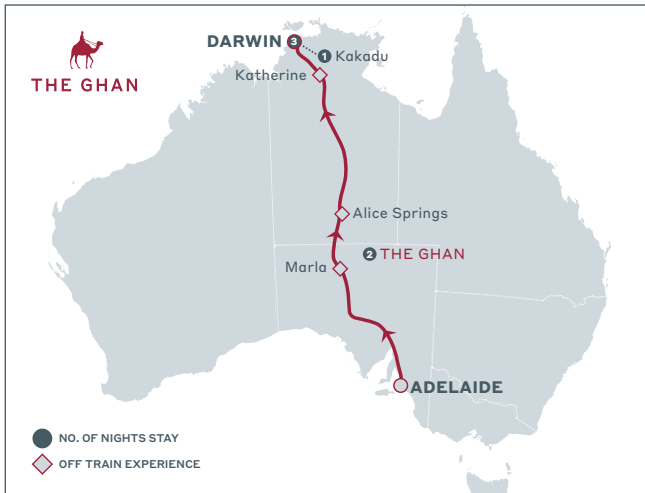 THE GHAN
DARWIN 3
1 Kakadu
Katherine
Alice Springs
2 THE GHAN
Marla
ADELAIDE
NO. OF NIGHTS STAY
OFF TRAIN EXPERIENCE